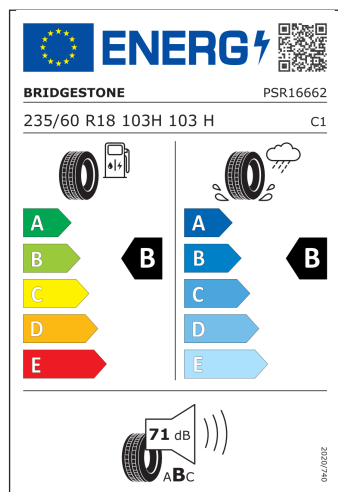 ENERG
BRIDGESTONE PSR16662
235/60 R18 103H 103 H C1
A A
B B B B
C C
D D
E E
71 dB
ABC
2020/740